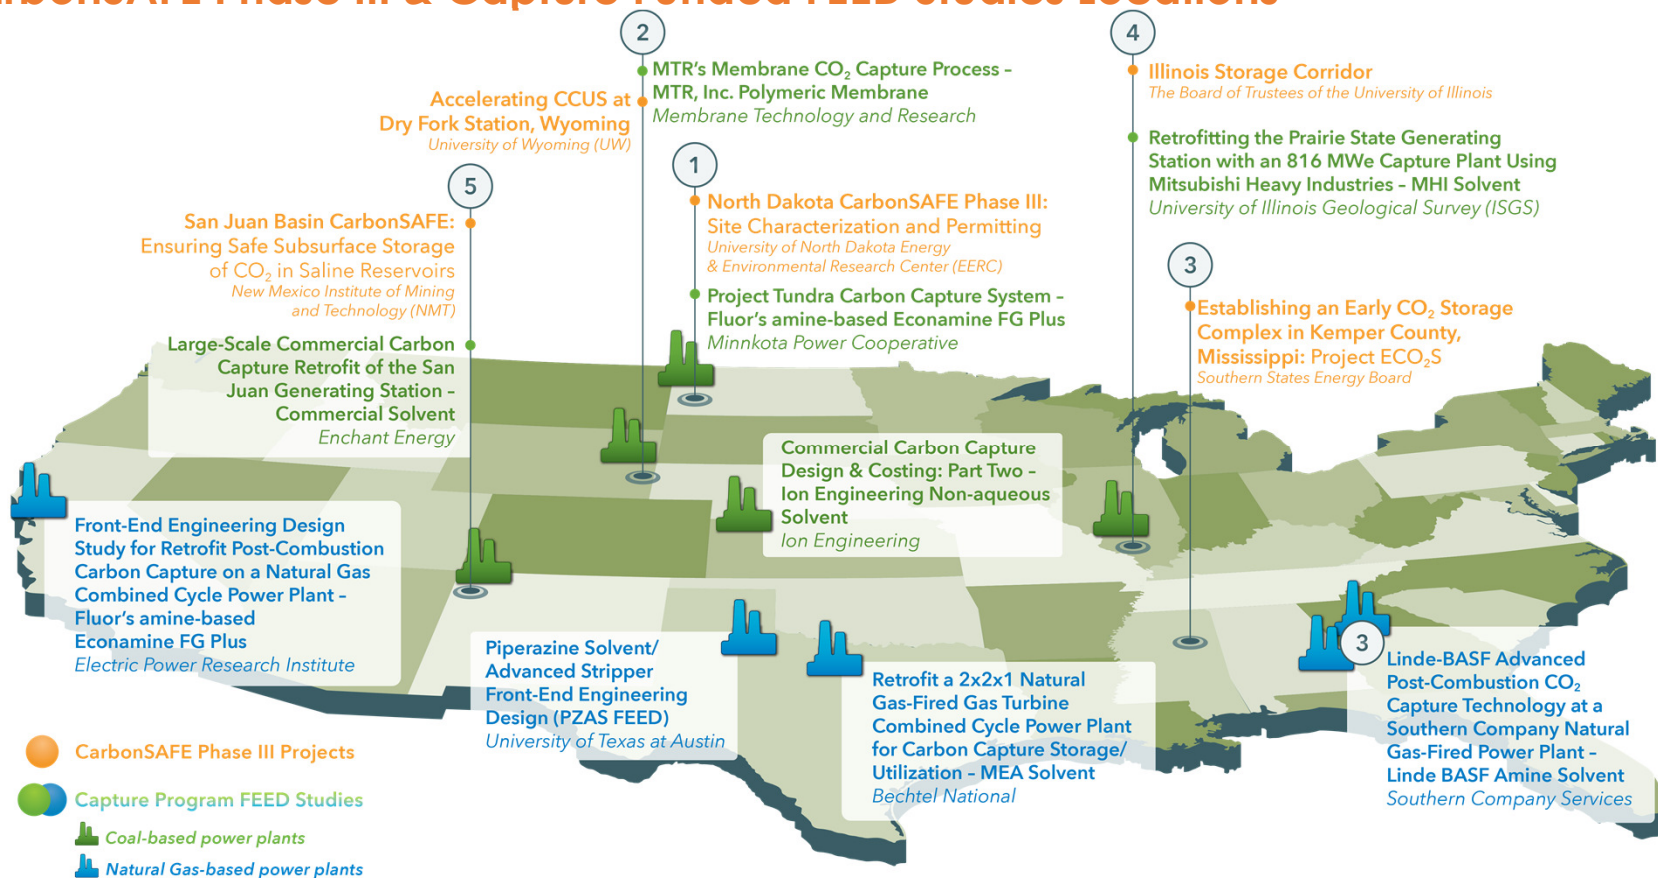 CarbonSAFE Phase III & Capture Funded FEED Studies Locations
2
MTR's Membrane CO₂ Capture Process –
MTR, Inc. Polymeric Membrane
Membrane Technology and Research
Accelerating CCUS at
Dry Fork Station, Wyoming
University of Wyoming (UW)
4
Illinois Storage Corridor
The Board of Trustees of the University of Illinois
Retrofitting the Prairie State Generating
Station with an 816 MWe Capture Plant Using
Mitsubishi Heavy Industries – MHI Solvent
University of Illinois Geological Survey (ISGS)
5
San Juan Basin CarbonSAFE:
Ensuring Safe Subsurface Storage
of CO₂ in Saline Reservoirs
New Mexico Institute of Mining
and Technology (NMT)
Large-Scale Commercial Carbon
Capture Retrofit of the San
Juan Generating Station –
Commercial Solvent
Enchant Energy
1
North Dakota CarbonSAFE Phase III:
Site Characterization and Permitting
University of North Dakota Energy
& Environmental Research Center (EERC)
Project Tundra Carbon Capture System –
Fluor's amine-based Econamine FG Plus
Minnkota Power Cooperative
3
Establishing an Early CO₂ Storage
Complex in Kemper County,
Mississippi: Project ECO₂S
Southern States Energy Board
Commercial Carbon Capture
Design & Costing: Part Two –
Ion Engineering Non-aqueous
Solvent
Ion Engineering
Front-End Engineering Design
Study for Retrofit Post-Combustion
Carbon Capture on a Natural Gas
Combined Cycle Power Plant –
Fluor's amine-based
Econamine FG Plus
Electric Power Research Institute
Piperazine Solvent/
Advanced Stripper
Front-End Engineering
Design (PZAS FEED)
University of Texas at Austin
Retrofit a 2x2x1 Natural
Gas-Fired Gas Turbine
Combined Cycle Power Plant
for Carbon Capture Storage/
Utilization – MEA Solvent
Bechtel National
3
Linde-BASF Advanced
Post-Combustion CO₂
Capture Technology at a
Southern Company Natural
Gas-Fired Power Plant –
Linde BASF Amine Solvent
Southern Company Services
CarbonSAFE Phase III Projects
Capture Program FEED Studies
Coal-based power plants
Natural Gas-based power plants